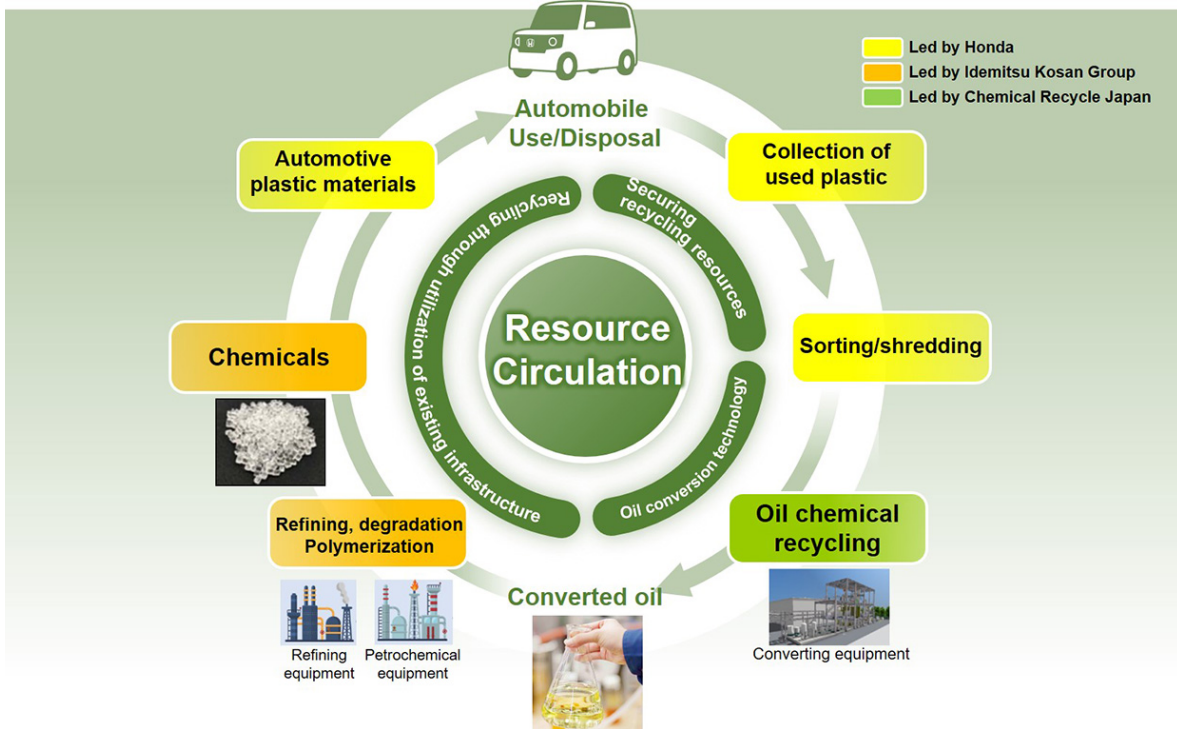 Led by Honda
Led by Idemitsu Kosan Group
Led by Chemical Recycle Japan
Automobile
Use/Disposal
Collection of
used plastic
Sorting/shredding
Oil chemical
recycling
Converting equipment
Converted oil
Refining, degradation
Polymerization
Refining
equipment
Petrochemical
equipment
Chemicals
Automotive
plastic materials
Securing
recycling resources
Oil conversion technology
Recycling through utilization of existing infrastructure
Resource
Circulation